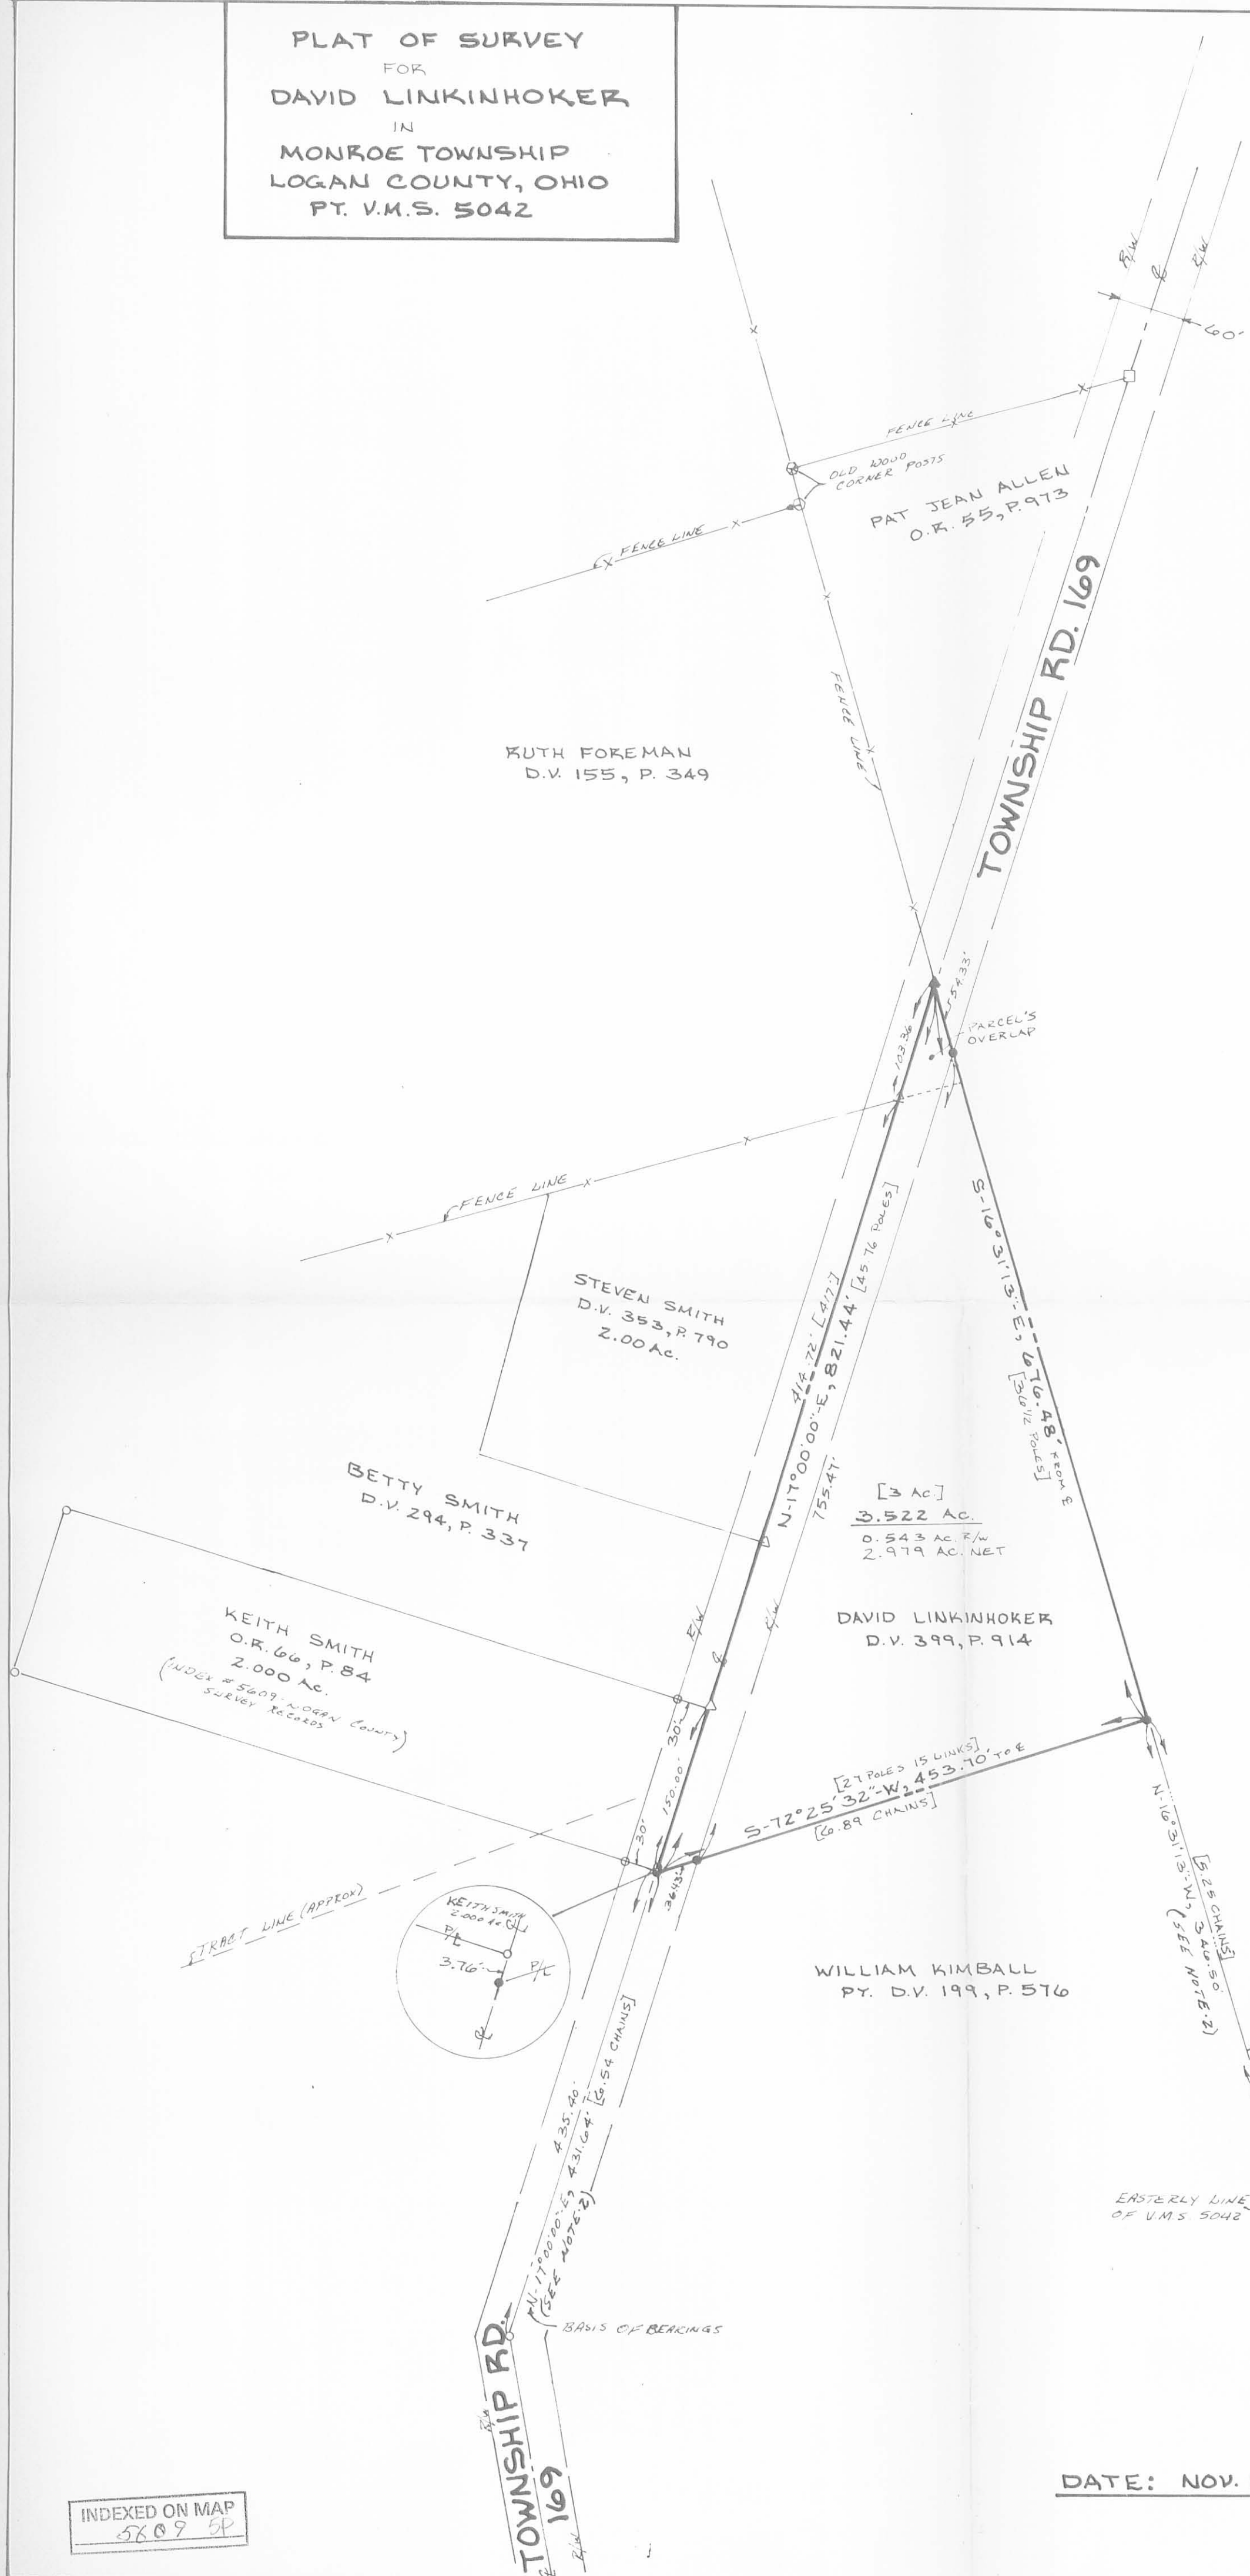 PLAT OF SURVEY
FOR
DAVID LINKINHOKER
IN
MONROE TOWNSHIP
LOGAN COUNTY, OHIO
PT. V.M.S. 5042
R/W
R/W
60'
FENCE LINE
OLD WOOD
CORNER POSTS
PAT JEAN ALLEN
O.R. 55, P. 973
FENCE LINE
TOWNSHIP RD. 169
FENCE LINE
RUTH FOREMAN
D.V. 155, P. 349
54.33'
PARCEL'S
OVERLAP
103.36'
FENCE LINE
S-16°31'13"-E, 676.48' FROM ℄
[36 1/2 POLES]
STEVEN SMITH
D.V. 353, P. 790
2.00 AC.
414.72' [417']
N-17°00'00"-E, 821.44' [45.76 POLES]
755.47'
BETTY SMITH
D.V. 294, P. 337
[3 AC.]
3.522 AC.
0.543 AC. R/W
2.979 AC. NET
DAVID LINKINHOKER
D.V. 399, P. 914
KEITH SMITH
O.R. 66, P. 84
2.000 AC.
(INDEX #5609 LOGAN COUNTY)
SURVEY RECORDS
R/W
R/W
℄
30'
150.00'
30'
[27 POLES 15 LINKS]
S-72°25'32"-W, 453.70' TO ℄
[6.89 CHAINS]
36.43'
TRACT LINE (APPROX)
KEITH SMITH
2.000 AC.
P/L
3.76'
P/L
℄
[5.25 CHAINS]
N-16°31'13"-W, 346.50'
(SEE NOTE-2)
WILLIAM KIMBALL
PT. D.V. 199, P. 576
435.40'
N-17°00'00"-E, 431.64' [6.54 CHAINS]
(SEE NOTE-2)
EASTERLY LINE
OF V.M.S. 5042
BASIS OF BEARINGS
TOWNSHIP RD.
169
R/W
R/W
DATE: NOV.
INDEXED ON MAP
5609 SP